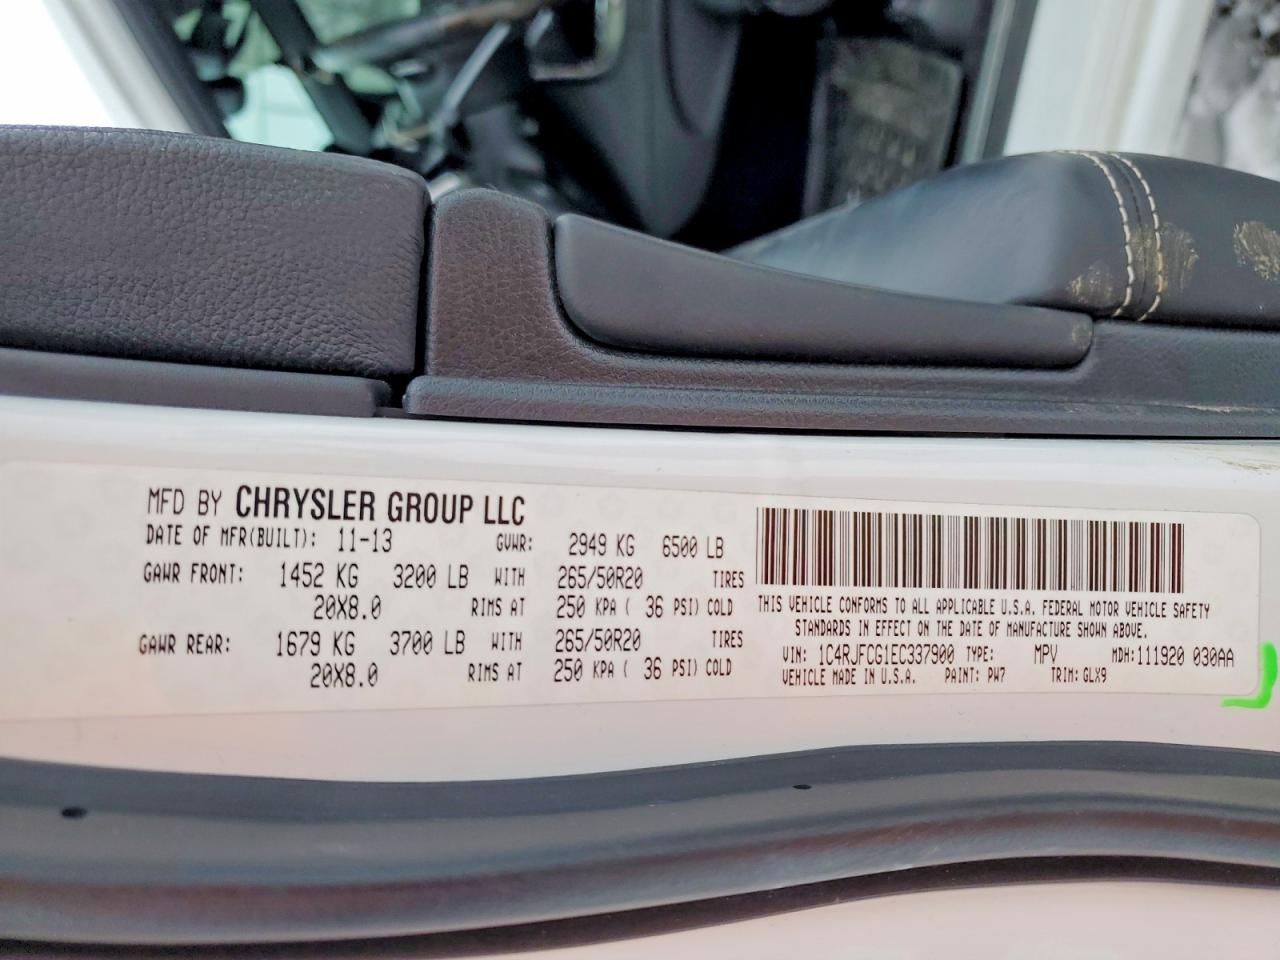 MFD BY CHRYSLER GROUP LLC
DATE OF MFR(BUILT): 11-13 GVWR: 2949 KG 6500 LB
GAWR FRONT: 1452 KG 3200 LB WITH 265/50R20 TIRES
20X8.0 RIMS AT 250 KPA ( 36 PSI) COLD
GAWR REAR: 1679 KG 3700 LB WITH 265/50R20 TIRES
20X8.0 RIMS AT 250 KPA ( 36 PSI) COLD
THIS VEHICLE CONFORMS TO ALL APPLICABLE U.S.A. FEDERAL MOTOR VEHICLE SAFETY
STANDARDS IN EFFECT ON THE DATE OF MANUFACTURE SHOWN ABOVE.
VIN: 1C4RJFCG1EC337900 TYPE: MPV MDH:111920 030AA
VEHICLE MADE IN U.S.A. PAINT: PW7 TRIM: GLX9